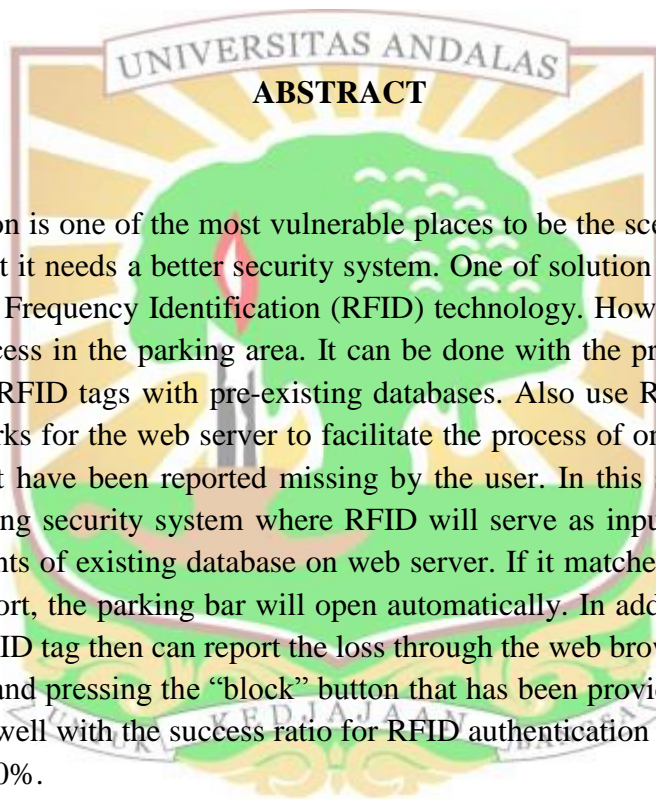 UNIVERSITAS ANDALAS
ABSTRACT
on is one of the most vulnerable places to be the sce
t it needs a better security system. One of solution
Frequency Identification (RFID) technology. How
cess in the parking area. It can be done with the pr
RFID tags with pre-existing databases. Also use R
rks for the web server to facilitate the process of or
t have been reported missing by the user. In this
ng security system where RFID will serve as inpu
nts of existing database on web server. If it matche
ort, the parking bar will open automatically. In add
ID tag then can report the loss through the web brow
and pressing the “block” button that has been provi
well with the success ratio for RFID authentication
0%.
UNTUK KEDJAJAAN BANGSA